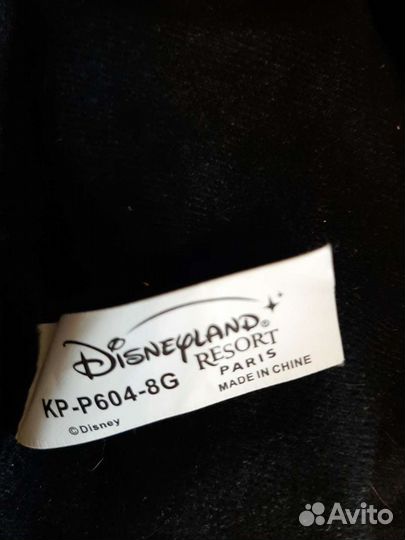 DISNEYLAND®
RESORT
PARIS
MADE IN CHINE
KP-P604-8G
©Disney
Avito